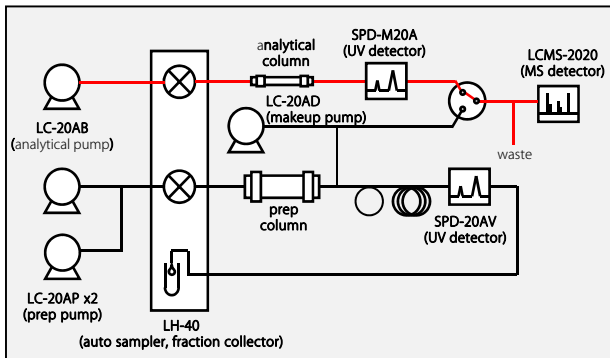 SPD-M20A
(UV detector)
analytical
column
LCMS-2020
(MS detector)
LC-20AD
(makeup pump)
LC-20AB
(analytical pump)
waste
prep
column
SPD-20AV
(UV detector)
LC-20AP x2
(prep pump)
LH-40
(auto sampler, fraction collector)